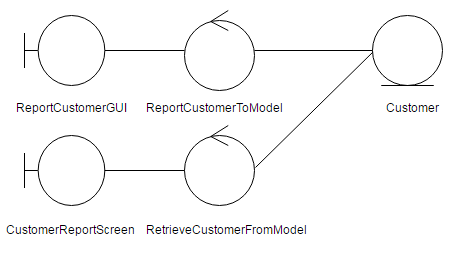 ReportCustomerGUI
ReportCustomerToModel
Customer
CustomerReportScreen
RetrieveCustomerFromModel